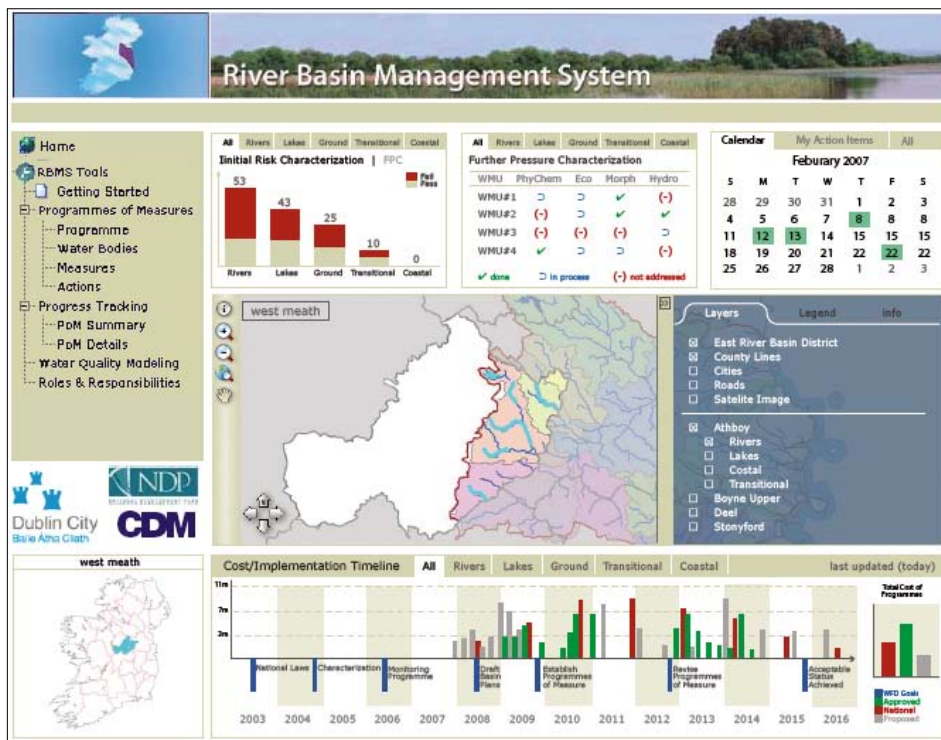 River Basin Management System
Home
RBMS Tools
Getting Started
Programmes of Measures
Programme
Water Bodies
Measures
Actions
Progress Tracking
PoM Summary
PoM Details
Water Quality Modeling
Roles & Responsibilities
All Rivers Lakes Ground Transitional Coastal
Iinitial Risk Characterization | FPC
Fail
Pass
53
43
25
10
0
Rivers Lakes Ground Transitional Coastal
All Rivers Lakes Ground Transitional Coastal
Further Pressure Characterization
WMU PhyChem Eco Morph Hydro
WMU#1 ⊃ ⊃ ✔ (-)
WMU#2 (-) ⊃ ✔ ✔
WMU#3 (-) (-) (-) ⊃
WMU#4 ✔ ⊃ ⊃ (-)
✔ done ⊃ in process (-) not addressed
Calendar My Action Items All
Feburary 2007
S M T W T F S
28 29 30 31 1 2 3
4 5 6 7 8 8 8
11 12 13 14 15 15 15
18 19 20 21 22 22 22
25 26 27 28 1 2 3
west meath
Layers Legend info
East River Basin District
County Lines
Cities
Roads
Satelite Image
Athboy
Rivers
Lakes
Costal
Transitional
Boyne Upper
Deel
Stonyford
NDP
NATIONAL DEVELOPMENT PLAN
Dublin City
Baile Átha Cliath
CDM
west meath
Cost/Implementation Timeline All Rivers Lakes Ground Transitional Coastal last updated (today)
11m
7m
3m
National Laws
Characterization
Monitoring
Programme
Draft
Basin
Plans
Establish
Programmes
of Measure
Revise
Programmes
of Measure
Acceptable
Status
Achieved
2003 2004 2005 2006 2007 2008 2009 2010 2011 2012 2013 2014 2015 2016
Total Cost of
Programmes
WFD Goals
Approved
National
Proposed